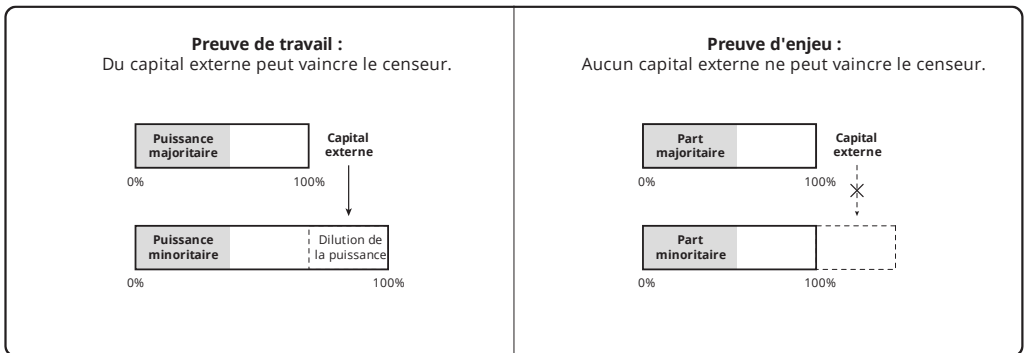 Preuve de travail :
Du capital externe peut vaincre le censeur.
Puissance
majoritaire
Capital
externe
0%
100%
Puissance
minoritaire
Dilution de
la puissance
0%
100%
Preuve d'enjeu :
Aucun capital externe ne peut vaincre le censeur.
Part
majoritaire
Capital
externe
0%
100%
Part
minoritaire
0%
100%